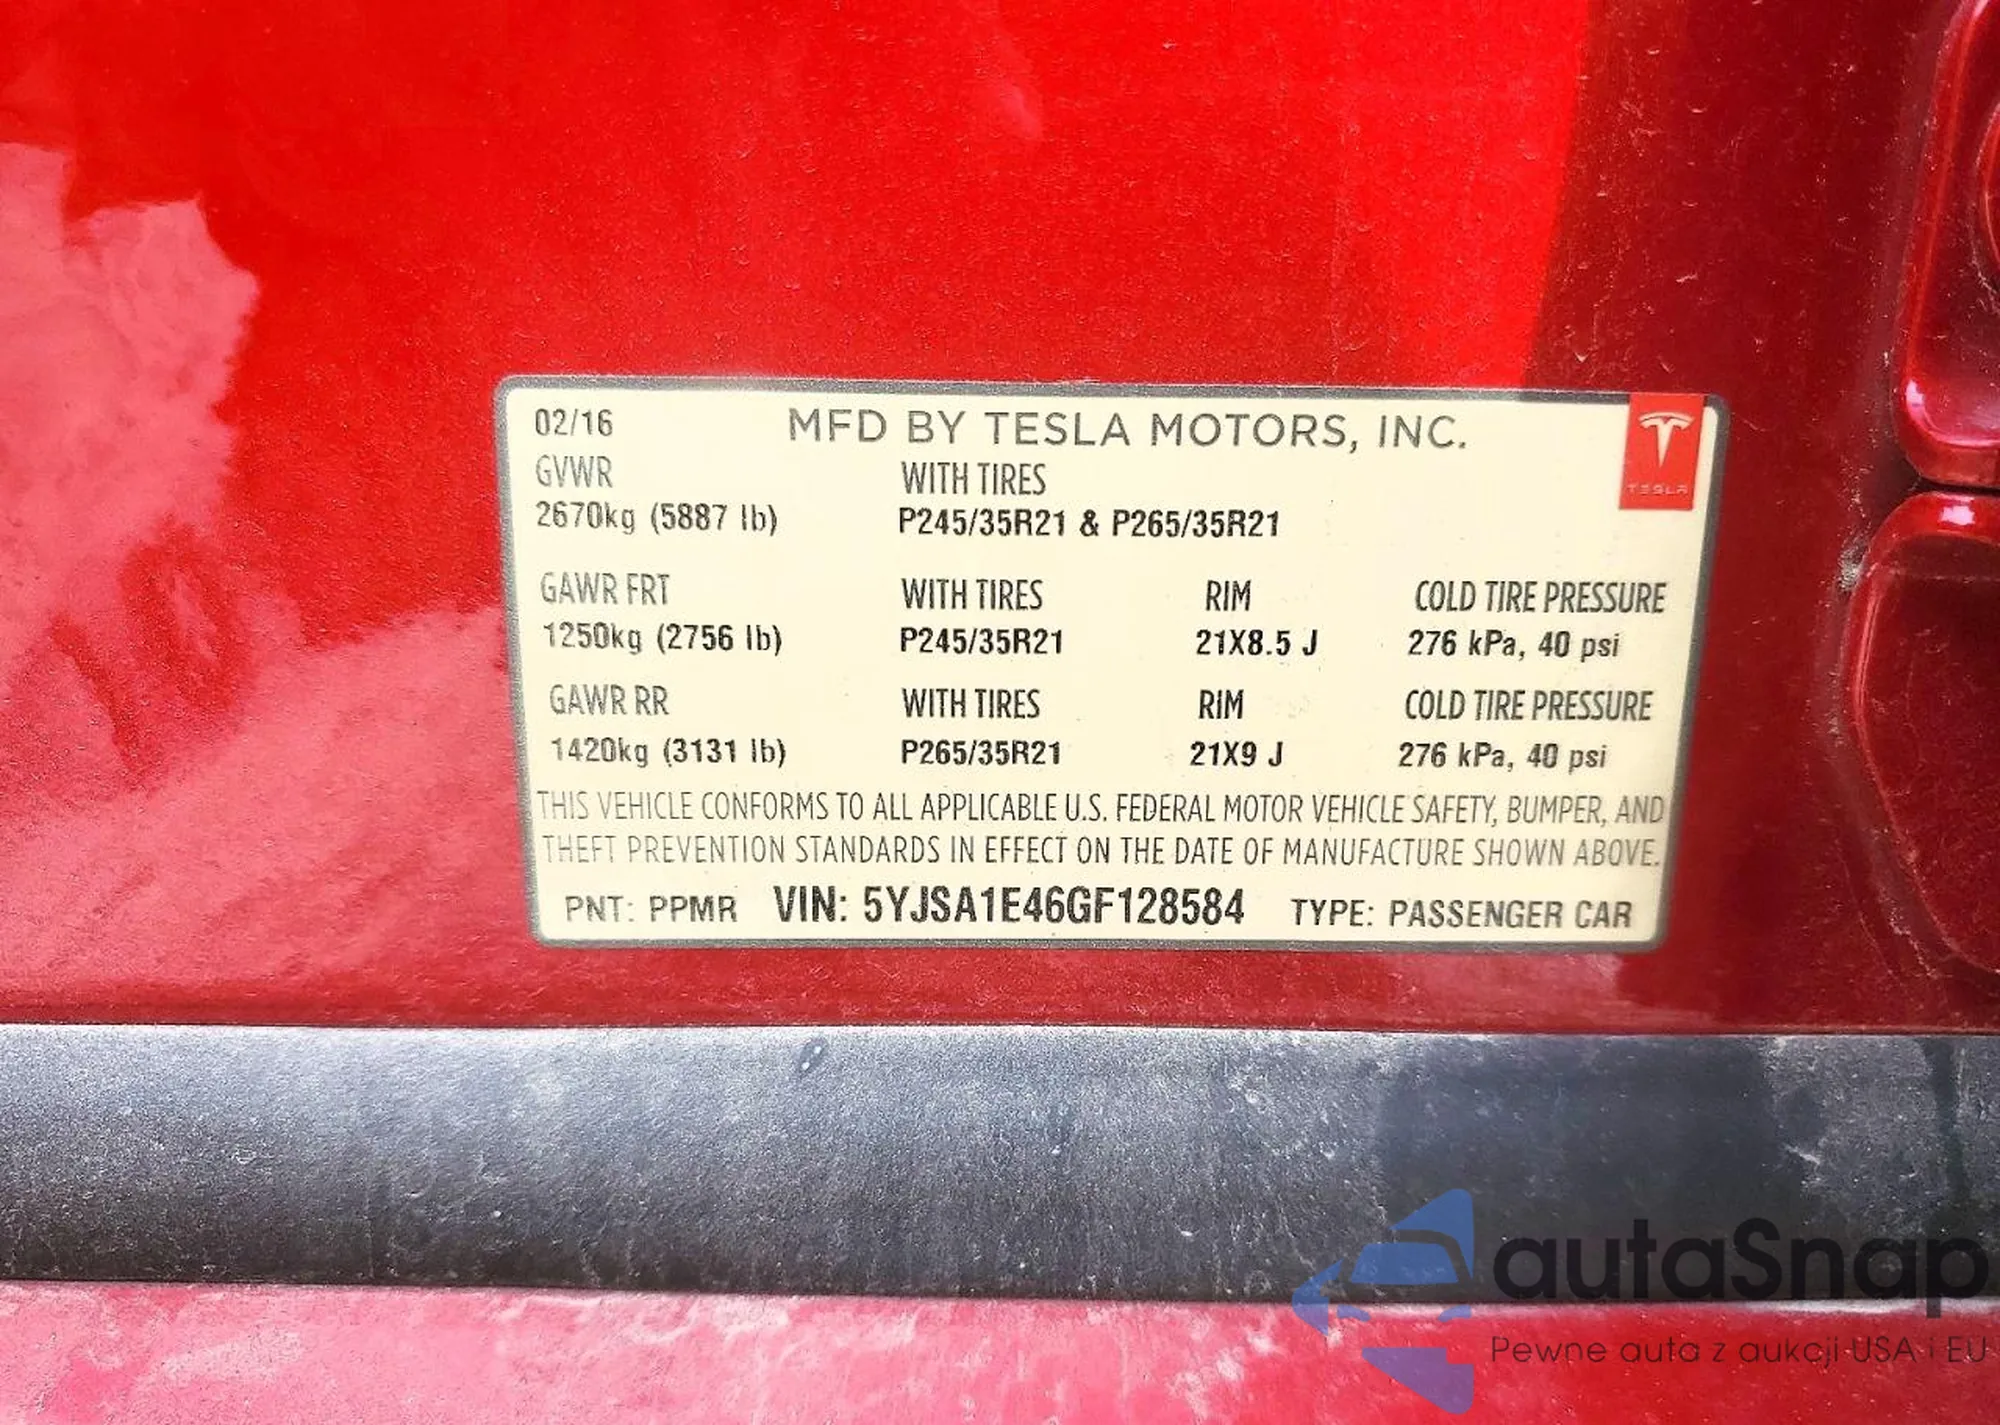 02/16 MFD BY TESLA MOTORS, INC.
TESLA
GVWR WITH TIRES
2670kg (5887 lb) P245/35R21 & P265/35R21
GAWR FRT WITH TIRES RIM COLD TIRE PRESSURE
1250kg (2756 lb) P245/35R21 21X8.5 J 276 kPa, 40 psi
GAWR RR WITH TIRES RIM COLD TIRE PRESSURE
1420kg (3131 lb) P265/35R21 21X9 J 276 kPa, 40 psi
THIS VEHICLE CONFORMS TO ALL APPLICABLE U.S. FEDERAL MOTOR VEHICLE SAFETY, BUMPER, AND
THEFT PREVENTION STANDARDS IN EFFECT ON THE DATE OF MANUFACTURE SHOWN ABOVE.
PNT: PPMR VIN: 5YJSA1E46GF128584 TYPE: PASSENGER CAR
autaSnap
Pewne auta z aukcji USA i EU